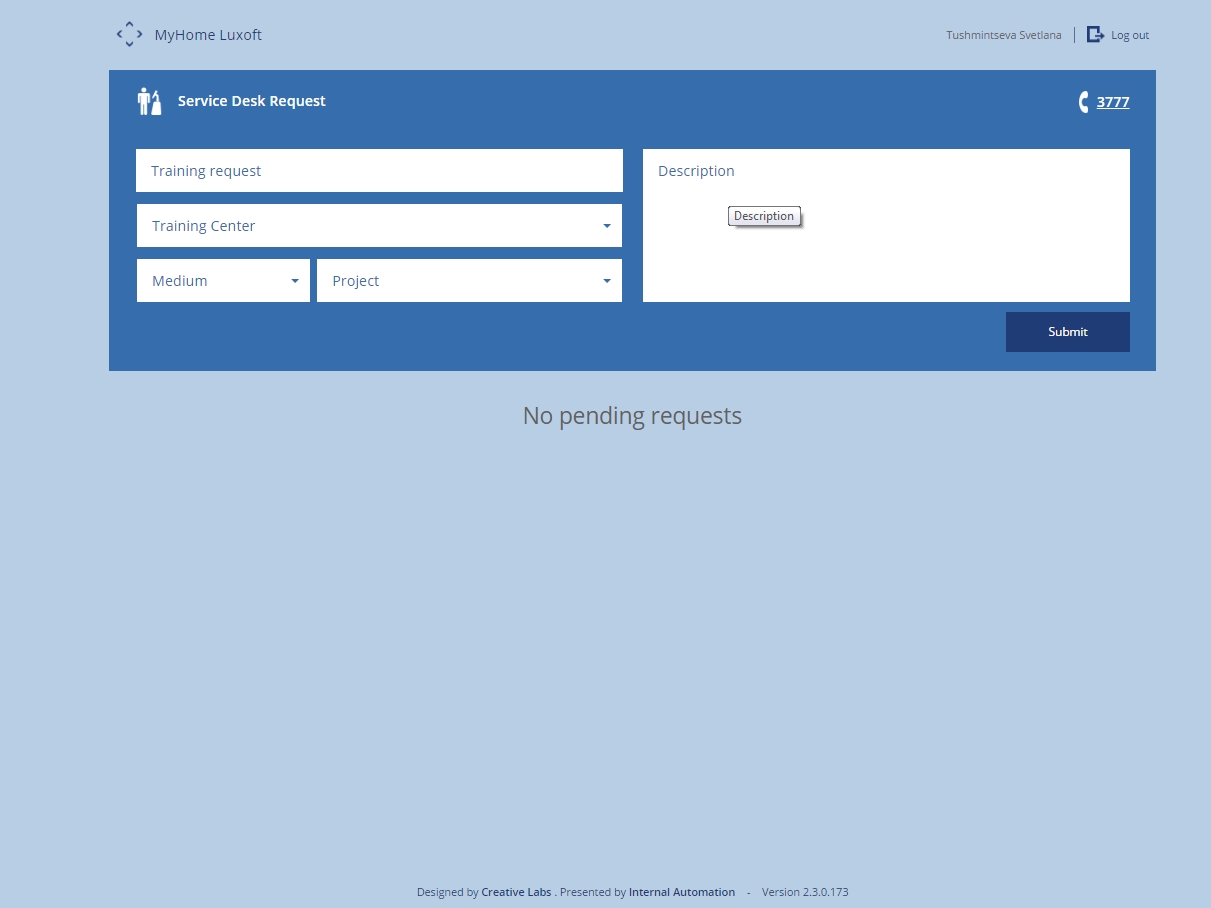 MyHome Luxoft
Tushmintseva Svetlana
Log out
Service Desk Request
3777
Training request
Training Center
Medium
Project
Description
Description
Submit
No pending requests
Designed by Creative Labs . Presented by Internal Automation - Version 2.3.0.173